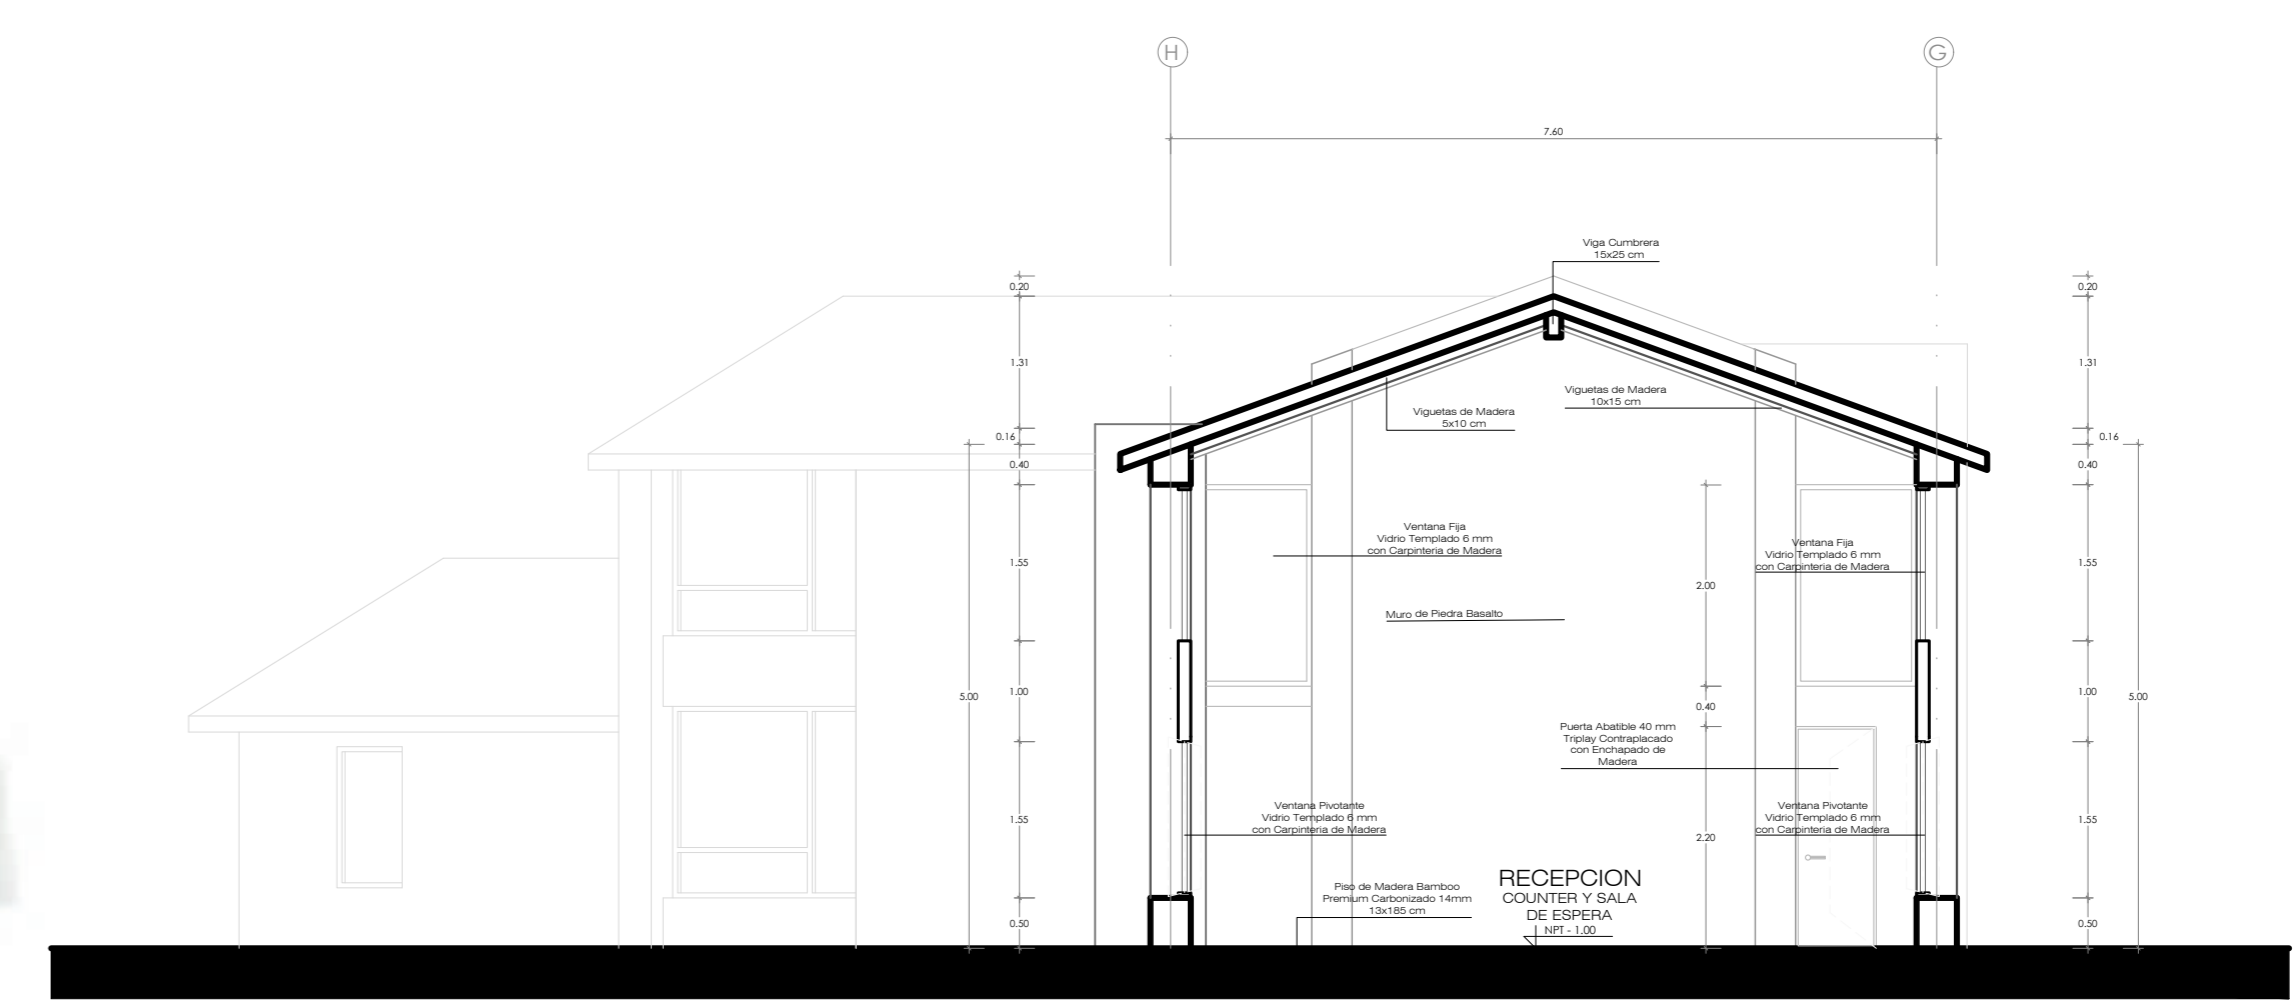 H
G
7.60
Viga Cumbrera
15x25 cm
0.20
0.20
1.31
1.31
Viguetas de Madera
10x15 cm
Viguetas de Madera
5x10 cm
0.16
0.16
0.40
0.40
Ventana Fija
Vidrio Templado 6 mm
con Carpinteria de Madera
Ventana Fija
Vidrio Templado 6 mm
con Carpinteria de Madera
1.55
1.55
2.00
Muro de Piedra Basalto
5.00
1.00
1.00
5.00
0.40
Puerta Abatible 40 mm
Triplay Contraplacado
con Enchapado de
Madera
Ventana Pivotante
Vidrio Templado 6 mm
con Carpinteria de Madera
Ventana Pivotante
Vidrio Templado 6 mm
con Carpinteria de Madera
1.55
1.55
2.20
RECEPCION
COUNTER Y SALA
DE ESPERA
NPT - 1.00
Piso de Madera Bamboo
Premium Carbonizado 14mm
13x185 cm
0.50
0.50